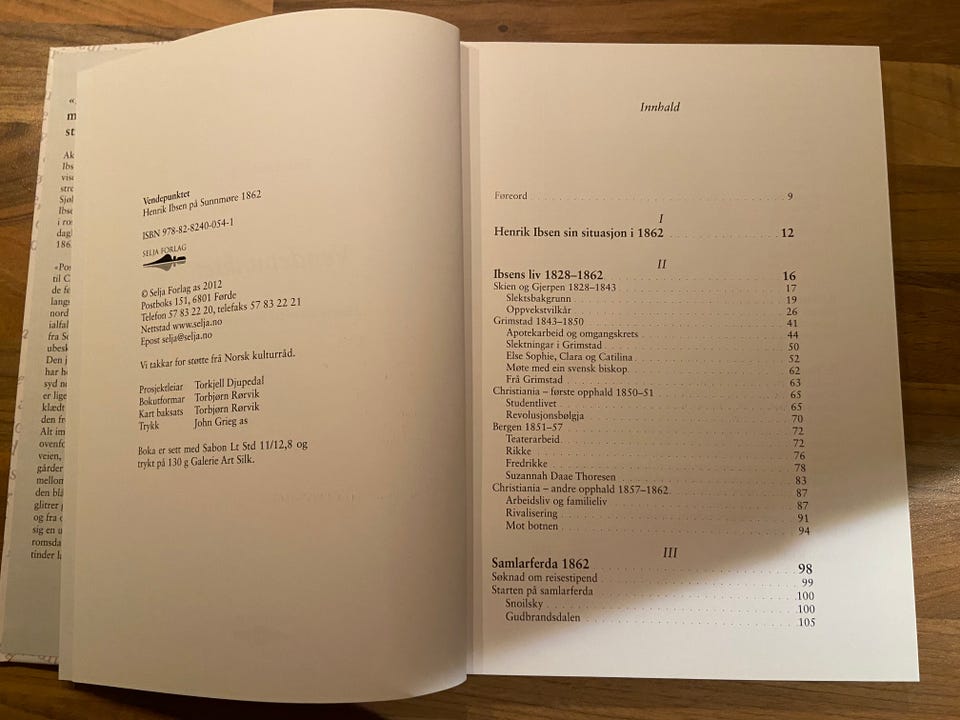 Vendepunktet
Henrik Ibsen på Sunnmøre 1862
ISBN 978-82-8240-054-1
SELJA FORLAG
© Selja Forlag as 2012
Postboks 151, 6801 Førde
Telefon 57 83 22 20, telefaks 57 83 22 21
Nettstad www.selja.no
Epost selja@selja.no
Vi takkar for støtte frå Norsk kulturråd.
Prosjektleiar Torkjell Djupedal
Bokutformar Torbjørn Rørvik
Kart baksats Torbjørn Rørvik
Trykk John Grieg as
Boka er sett med Sabon Lt Std 11/12,8 og
trykt på 130 g Galerie Art Silk.
Innhald
Føreord 9
I
Henrik Ibsen sin situasjon i 1862 12
II
Ibsens liv 1828–1862 16
Skien og Gjerpen 1828–1843 17
Slektsbakgrunn 19
Oppvekstvilkår 26
Grimstad 1843–1850 41
Apotekarbeid og omgangskrets 44
Slektningar i Grimstad 50
Else Sophie, Clara og Catilina 52
Møte med ein svensk biskop 62
Frå Grimstad 63
Christiania – første opphald 1850–51 65
Studentlivet 65
Revolusjonsbølgja 70
Bergen 1851–57 72
Teaterarbeid 72
Rikke 76
Fredrikke 78
Suzannah Daae Thoresen 83
Christiania – andre opphald 1857–1862 87
Arbeidsliv og familieliv 87
Rivalisering 91
Mot botnen 94
III
Samlarferda 1862 98
Søknad om reisestipend 99
Starten på samlarferda 100
Snoilsky 100
Gudbrandsdalen 105